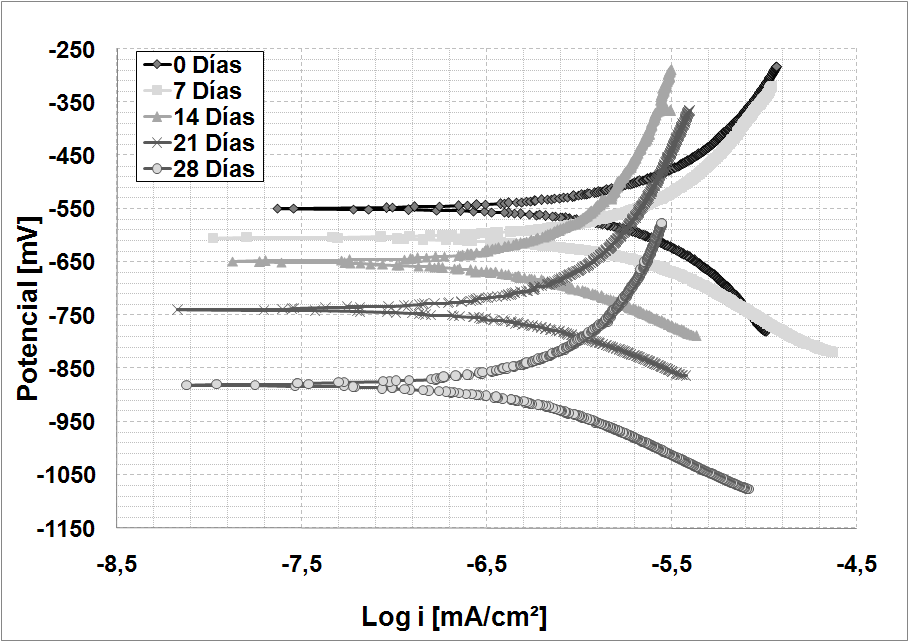 -250
-350
-450
-550
-650
-750
-850
-950
-1050
-1150
Potencial [mV]
0 Días
7 Días
14 Días
21 Días
28 Días
-8,5
-7,5
-6,5
-5,5
-4,5
Log i [mA/cm²]